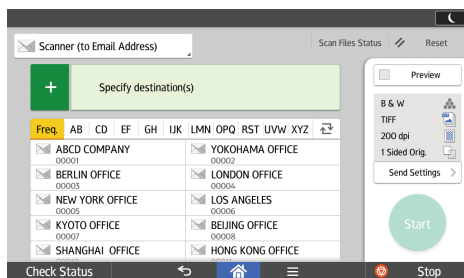 Scanner (to Email Address)
Scan Files Status
Reset
+
Specify destination(s)
Preview
B & W
TIFF
200 dpi
1 Sided Orig.
Send Settings >
Start
Freq. AB CD EF GH IJK LMN OPQ RST UVW XYZ
ABCD COMPANY
00001
YOKOHAMA OFFICE
00002
BERLIN OFFICE
00003
LONDON OFFICE
00004
NEW YORK OFFICE
00005
LOS ANGELES
00006
KYOTO OFFICE
00007
BEIJING OFFICE
00008
SHANGHAI OFFICE
HONG KONG OFFICE
Check Status
Stop